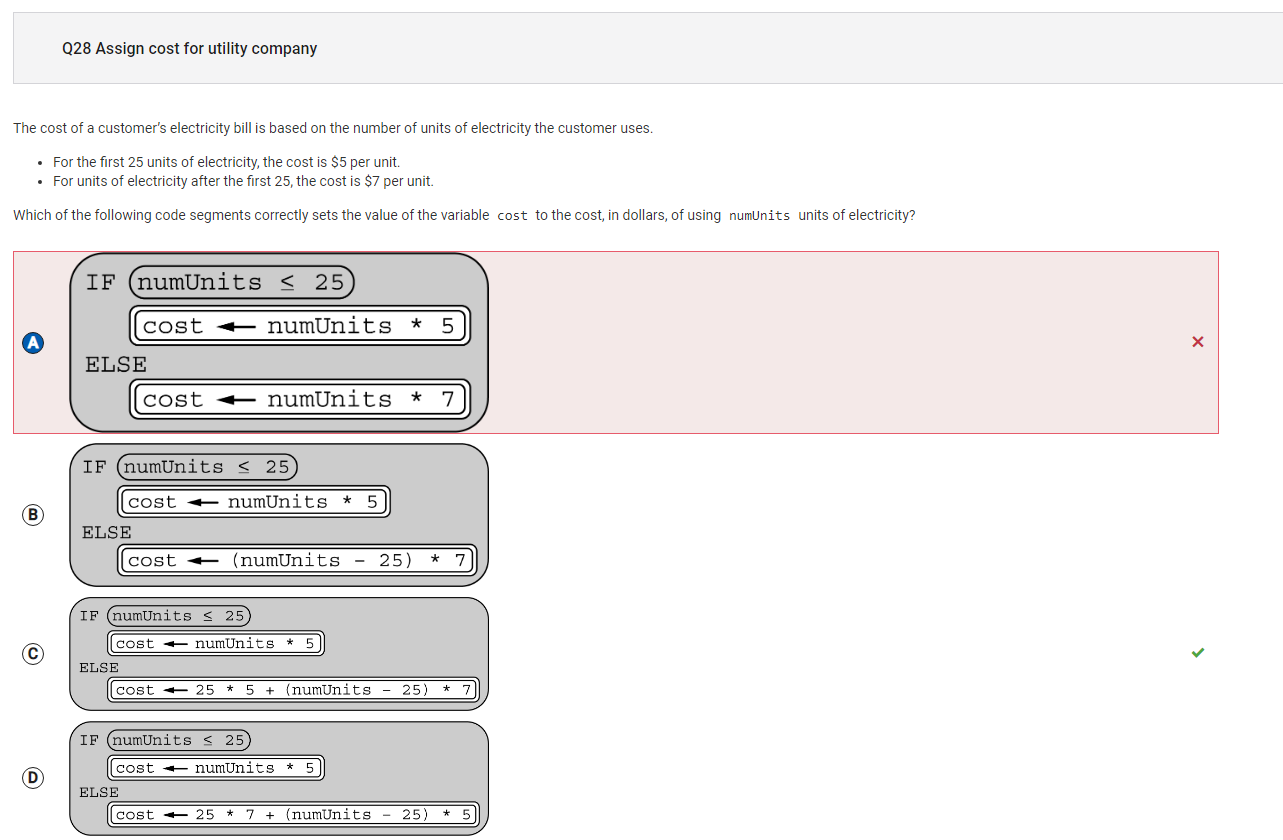 Q28 Assign cost for utility company
The cost of a customer’s electricity bill is based on the number of units of electricity the customer uses.
• For the first 25 units of electricity, the cost is $5 per unit.
• For units of electricity after the first 25, the cost is $7 per unit.
Which of the following code segments correctly sets the value of the variable cost to the cost, in dollars, of using numUnits units of electricity?
A
IF numUnits ≤ 25
cost ← numUnits * 5
ELSE
cost ← numUnits * 7
B
IF numUnits ≤ 25
cost ← numUnits * 5
ELSE
cost ← (numUnits - 25) * 7
C
IF numUnits ≤ 25
cost ← numUnits * 5
ELSE
cost ← 25 * 5 + (numUnits - 25) * 7
D
IF numUnits ≤ 25
cost ← numUnits * 5
ELSE
cost ← 25 * 7 + (numUnits - 25) * 5